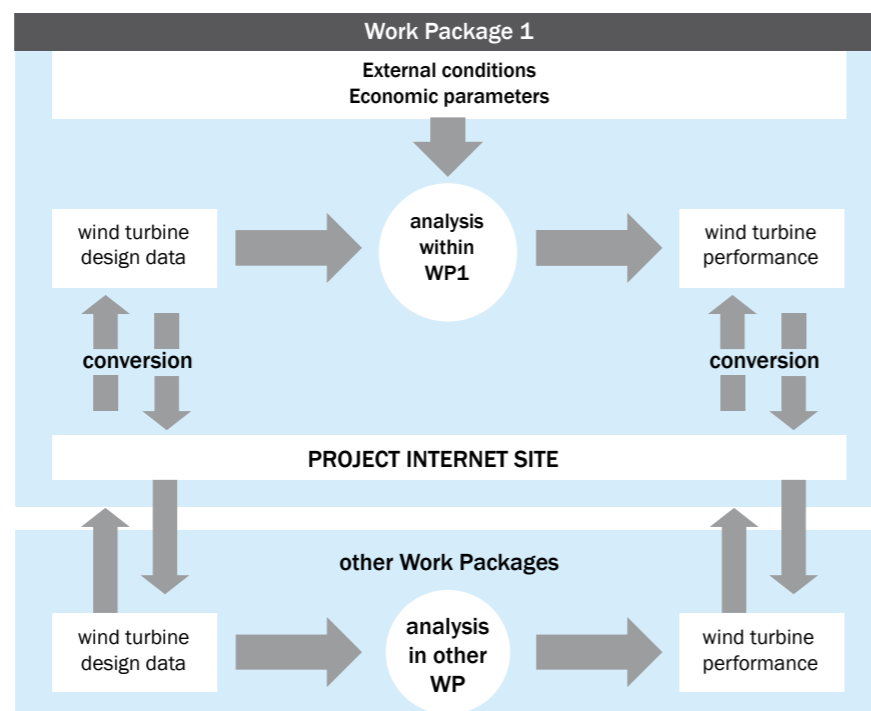 Work Package 1
External conditions
Economic parameters
wind turbine
design data
analysis
within
WP1
wind turbine
performance
conversion
conversion
PROJECT INTERNET SITE
other Work Packages
wind turbine
design data
analysis
in other
WP
wind turbine
performance